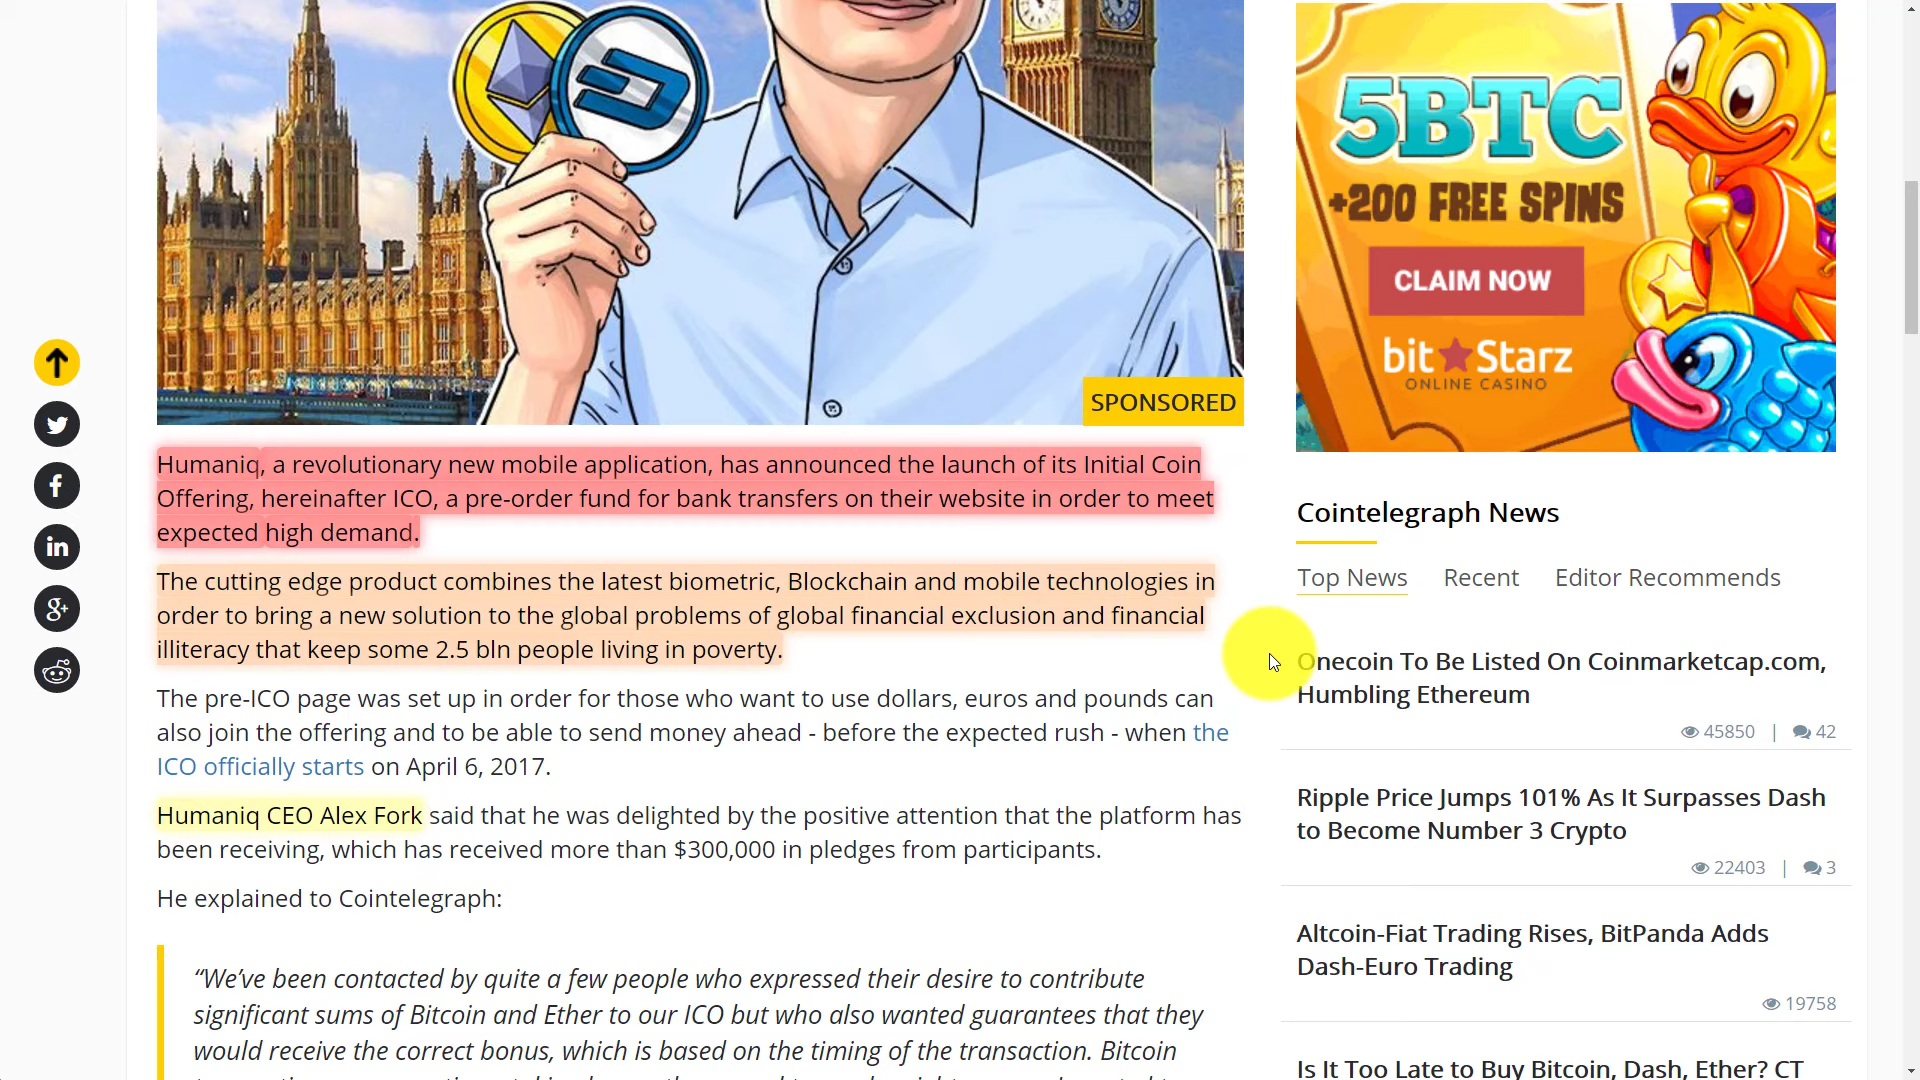 SPONSORED
Humaniq, a revolutionary new mobile application, has announced the launch of its Initial Coin
Offering, hereinafter ICO, a pre-order fund for bank transfers on their website in order to meet
expected high demand.
The cutting edge product combines the latest biometric, Blockchain and mobile technologies in
order to bring a new solution to the global problems of global financial exclusion and financial
illiteracy that keep some 2.5 bln people living in poverty.
The pre-ICO page was set up in order for those who want to use dollars, euros and pounds can
also join the offering and to be able to send money ahead - before the expected rush - when the
ICO officially starts on April 6, 2017.
Humaniq CEO Alex Fork said that he was delighted by the positive attention that the platform has
been receiving, which has received more than $300,000 in pledges from participants.
He explained to Cointelegraph:
“We’ve been contacted by quite a few people who expressed their desire to contribute
significant sums of Bitcoin and Ether to our ICO but who also wanted guarantees that they
would receive the correct bonus, which is based on the timing of the transaction. Bitcoin
5BTC
+200 FREE SPINS
CLAIM NOW
bit Starz
ONLINE CASINO
Cointelegraph News
Top News Recent Editor Recommends
Onecoin To Be Listed On Coinmarketcap.com,
Humbling Ethereum
45850 | 42
Ripple Price Jumps 101% As It Surpasses Dash
to Become Number 3 Crypto
22403 | 3
Altcoin-Fiat Trading Rises, BitPanda Adds
Dash-Euro Trading
19758
Is It Too Late to Buy Bitcoin, Dash, Ether? CT